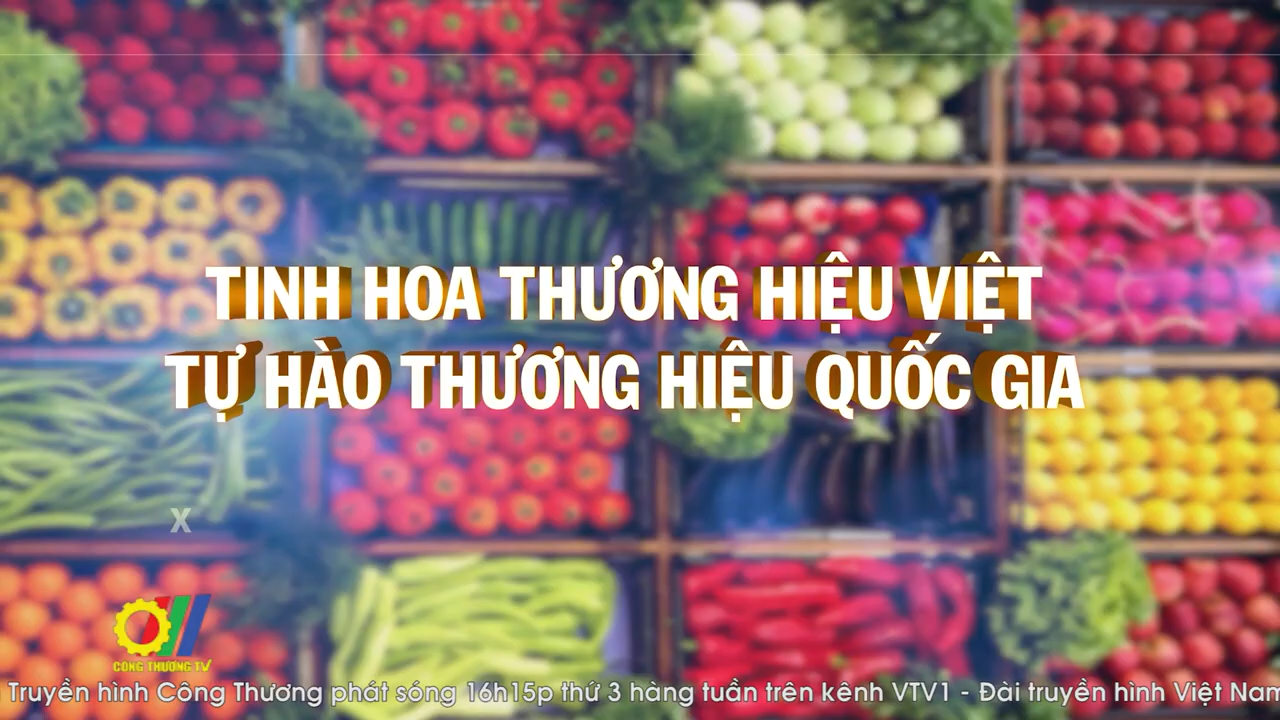 TINH HOA THƯƠNG HIỆU VIỆT
TỰ HÀO THƯƠNG HIỆU QUỐC GIA
X
CÔNG THƯƠNG TV
Truyền hình Công Thương phát sóng 16h15p thứ 3 hàng tuần trên kênh VTV1 - Đài truyền hình Việt Nam